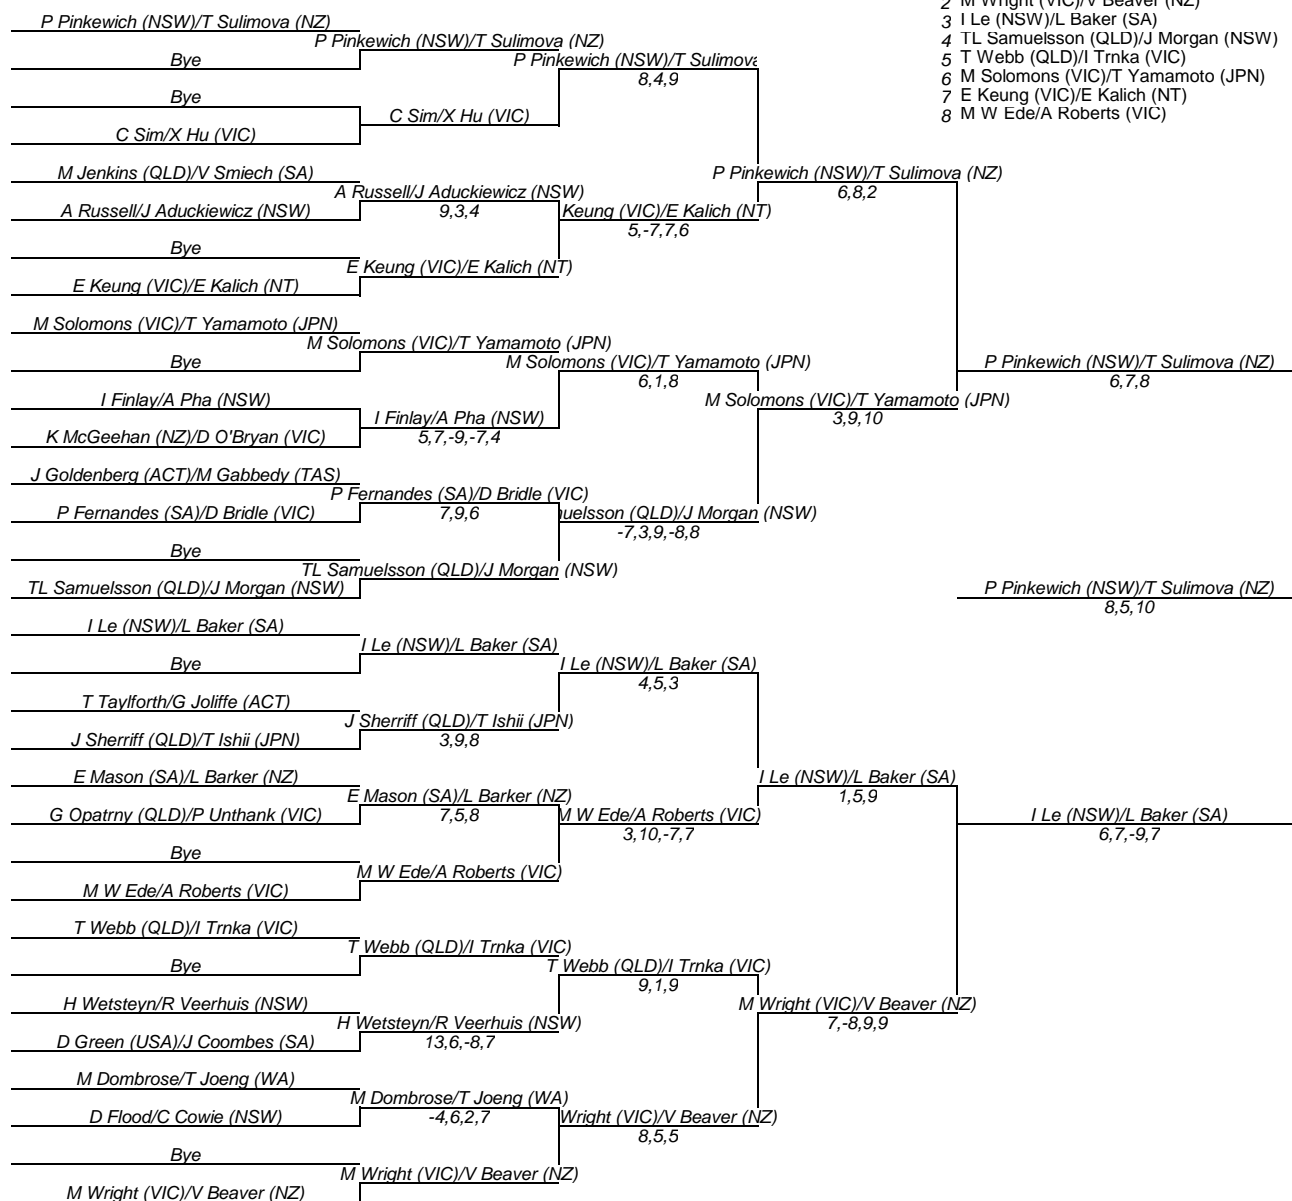 2 M Wright (VIC)/V Beaver (NZ)
3 I Le (NSW)/L Baker (SA)
4 TL Samuelsson (QLD)/J Morgan (NSW)
5 T Webb (QLD)/I Trnka (VIC)
6 M Solomons (VIC)/T Yamamoto (JPN)
7 E Keung (VIC)/E Kalich (NT)
8 M W Ede/A Roberts (VIC)
P Pinkewich (NSW)/T Sulimova (NZ)
Bye
Bye
C Sim/X Hu (VIC)
M Jenkins (QLD)/V Smiech (SA)
A Russell/J Aduckiewicz (NSW)
Bye
E Keung (VIC)/E Kalich (NT)
M Solomons (VIC)/T Yamamoto (JPN)
Bye
I Finlay/A Pha (NSW)
K McGeehan (NZ)/D O'Bryan (VIC)
J Goldenberg (ACT)/M Gabbedy (TAS)
P Fernandes (SA)/D Bridle (VIC)
Bye
TL Samuelsson (QLD)/J Morgan (NSW)
I Le (NSW)/L Baker (SA)
Bye
T Taylforth/G Joliffe (ACT)
J Sherriff (QLD)/T Ishii (JPN)
E Mason (SA)/L Barker (NZ)
G Opatrny (QLD)/P Unthank (VIC)
Bye
M W Ede/A Roberts (VIC)
T Webb (QLD)/I Trnka (VIC)
Bye
H Wetsteyn/R Veerhuis (NSW)
D Green (USA)/J Coombes (SA)
M Dombrose/T Joeng (WA)
D Flood/C Cowie (NSW)
Bye
M Wright (VIC)/V Beaver (NZ)
P Pinkewich (NSW)/T Sulimova (NZ)
C Sim/X Hu (VIC)
A Russell/J Aduckiewicz (NSW)
9,3,4
E Keung (VIC)/E Kalich (NT)
M Solomons (VIC)/T Yamamoto (JPN)
I Finlay/A Pha (NSW)
5,7,-9,-7,4
P Fernandes (SA)/D Bridle (VIC)
7,9,6
TL Samuelsson (QLD)/J Morgan (NSW)
I Le (NSW)/L Baker (SA)
J Sherriff (QLD)/T Ishii (JPN)
3,9,8
E Mason (SA)/L Barker (NZ)
7,5,8
M W Ede/A Roberts (VIC)
T Webb (QLD)/I Trnka (VIC)
H Wetsteyn/R Veerhuis (NSW)
13,6,-8,7
M Dombrose/T Joeng (WA)
-4,6,2,7
M Wright (VIC)/V Beaver (NZ)
P Pinkewich (NSW)/T Sulimova
8,4,9
Keung (VIC)/E Kalich (NT)
5,-7,7,6
M Solomons (VIC)/T Yamamoto (JPN)
6,1,8
uelsson (QLD)/J Morgan (NSW)
-7,3,9,-8,8
I Le (NSW)/L Baker (SA)
4,5,3
M W Ede/A Roberts (VIC)
3,10,-7,7
T Webb (QLD)/I Trnka (VIC)
9,1,9
Wright (VIC)/V Beaver (NZ)
8,5,5
P Pinkewich (NSW)/T Sulimova (NZ)
6,8,2
M Solomons (VIC)/T Yamamoto (JPN)
3,9,10
I Le (NSW)/L Baker (SA)
1,5,9
M Wright (VIC)/V Beaver (NZ)
7,-8,9,9
P Pinkewich (NSW)/T Sulimova (NZ)
6,7,8
I Le (NSW)/L Baker (SA)
6,7,-9,7
P Pinkewich (NSW)/T Sulimova (NZ)
8,5,10